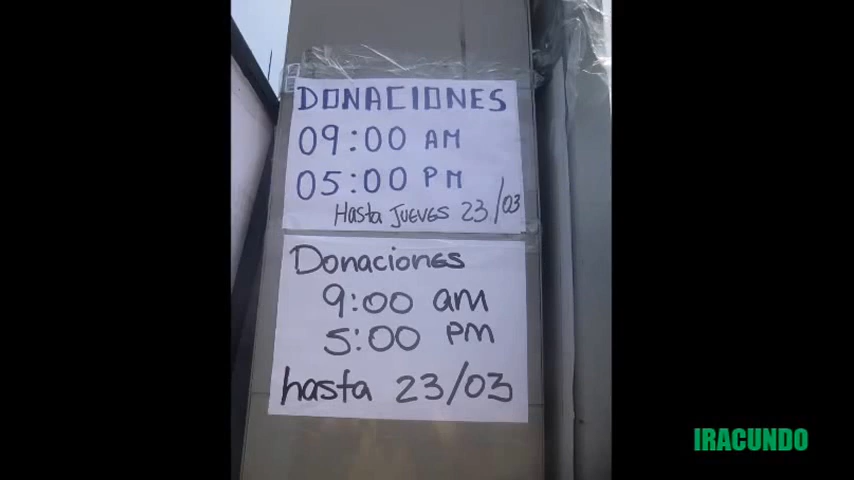 DONACIONES
09:00 AM
05:00 PM
Hasta JUEVES 23/03
Donaciones
9:00 am
5:00 PM
hasta 23/03
IRACUNDO